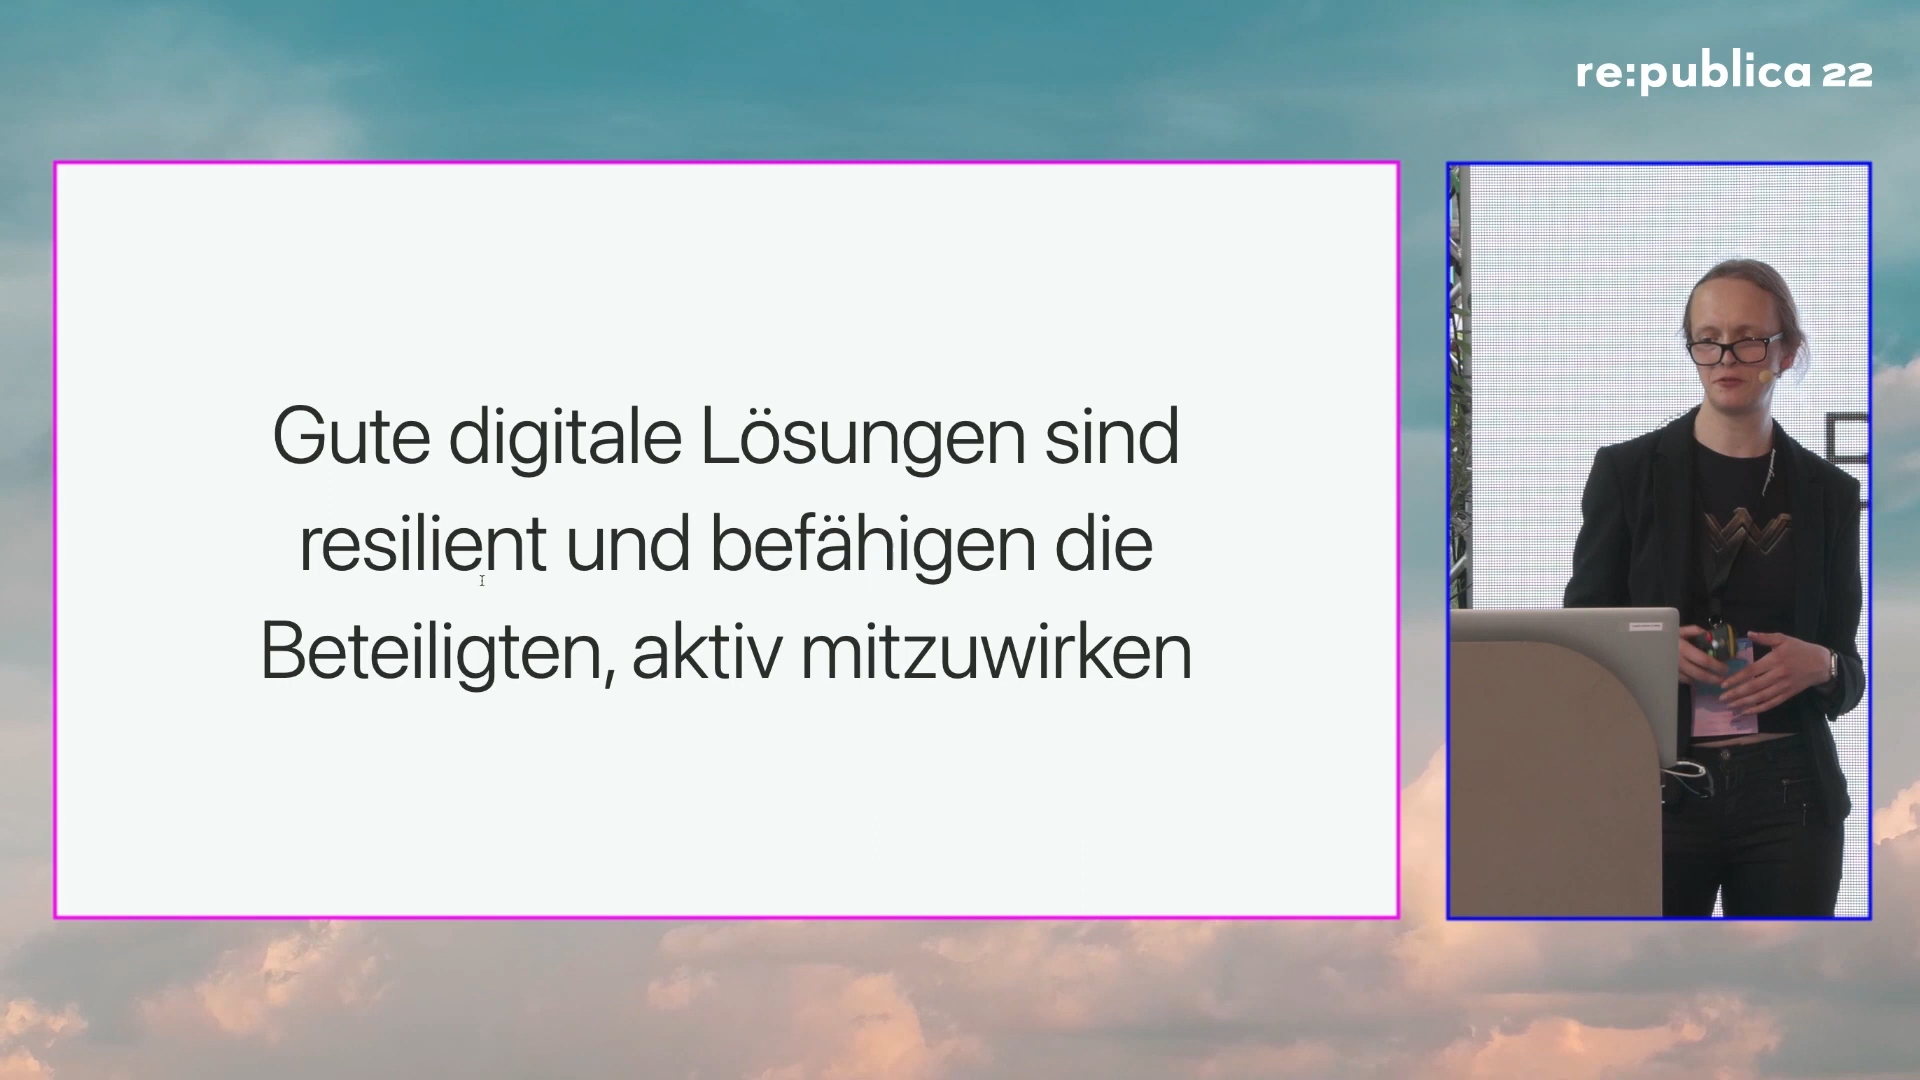 re:publica 22
Gute digitale Lösungen sind
resilient und befähigen die
Beteiligten, aktiv mitzuwirken